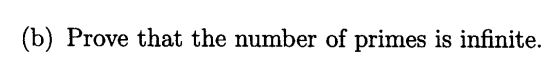 (b) Prove that the number of primes is infinite.